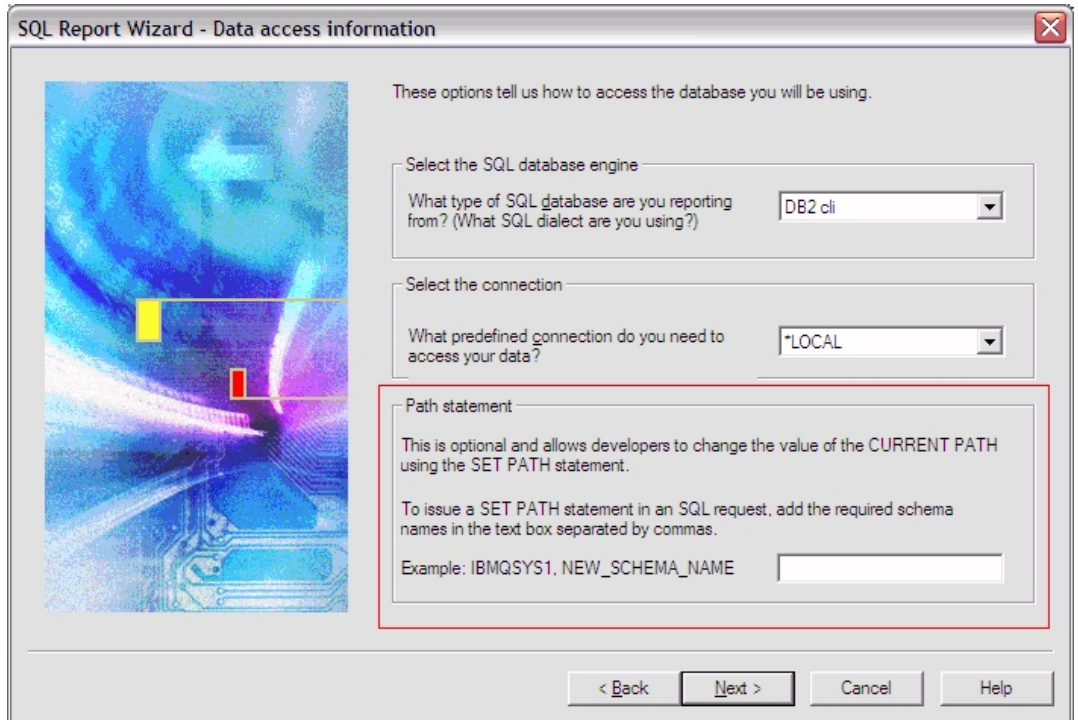 SQL Report Wizard - Data access information
These options tell us how to access the database you will be using.
Select the SQL database engine
What type of SQL database are you reporting
from? (What SQL dialect are you using?)
DB2 cli
Select the connection
What predefined connection do you need to
access your data?
*LOCAL
Path statement
This is optional and allows developers to change the value of the CURRENT PATH
using the SET PATH statement.
To issue a SET PATH statement in an SQL request, add the required schema
names in the text box separated by commas.
Example: IBMQSYS1, NEW_SCHEMA_NAME
< Back
Next >
Cancel
Help